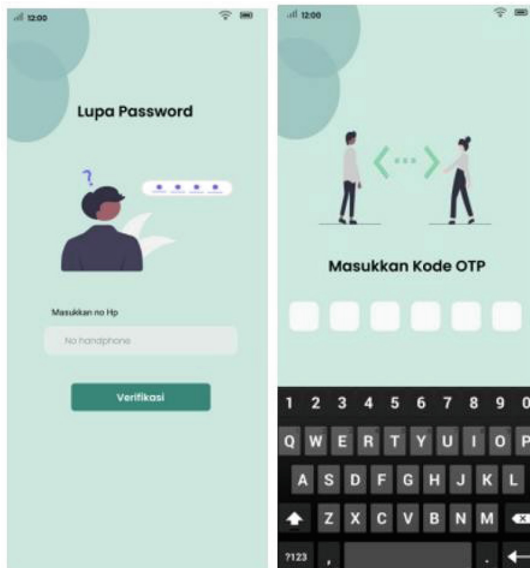 12:00
Lupa Password
?
Masukkan no Hp
No handphone
Verifikasi
12:00
Masukkan Kode OTP
1 2 3 4 5 6 7 8 9 0
Q W E R T Y U I O P
A S D F G H J K L
Z X C V B N M
?123 , .